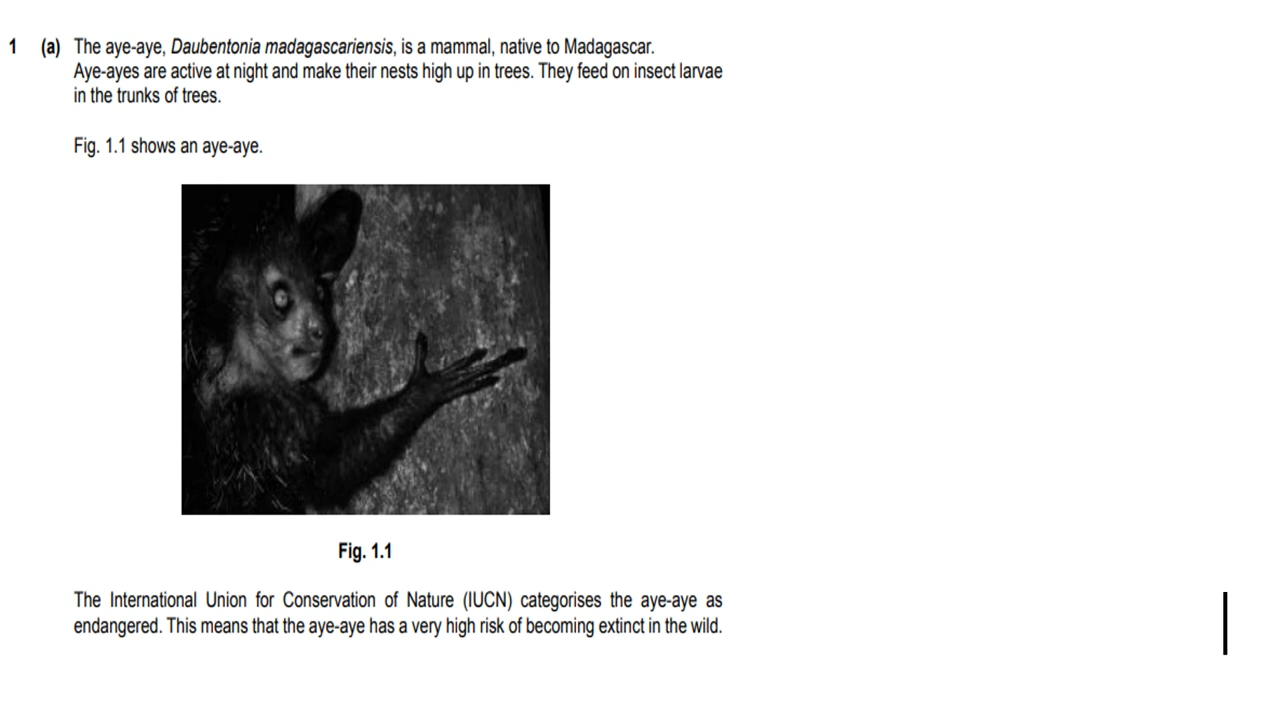 1 (a) The aye-aye, Daubentonia madagascariensis, is a mammal, native to Madagascar.
Aye-ayes are active at night and make their nests high up in trees. They feed on insect larvae
in the trunks of trees.
Fig. 1.1 shows an aye-aye.
Fig. 1.1
The International Union for Conservation of Nature (IUCN) categorises the aye-aye as
endangered. This means that the aye-aye has a very high risk of becoming extinct in the wild.